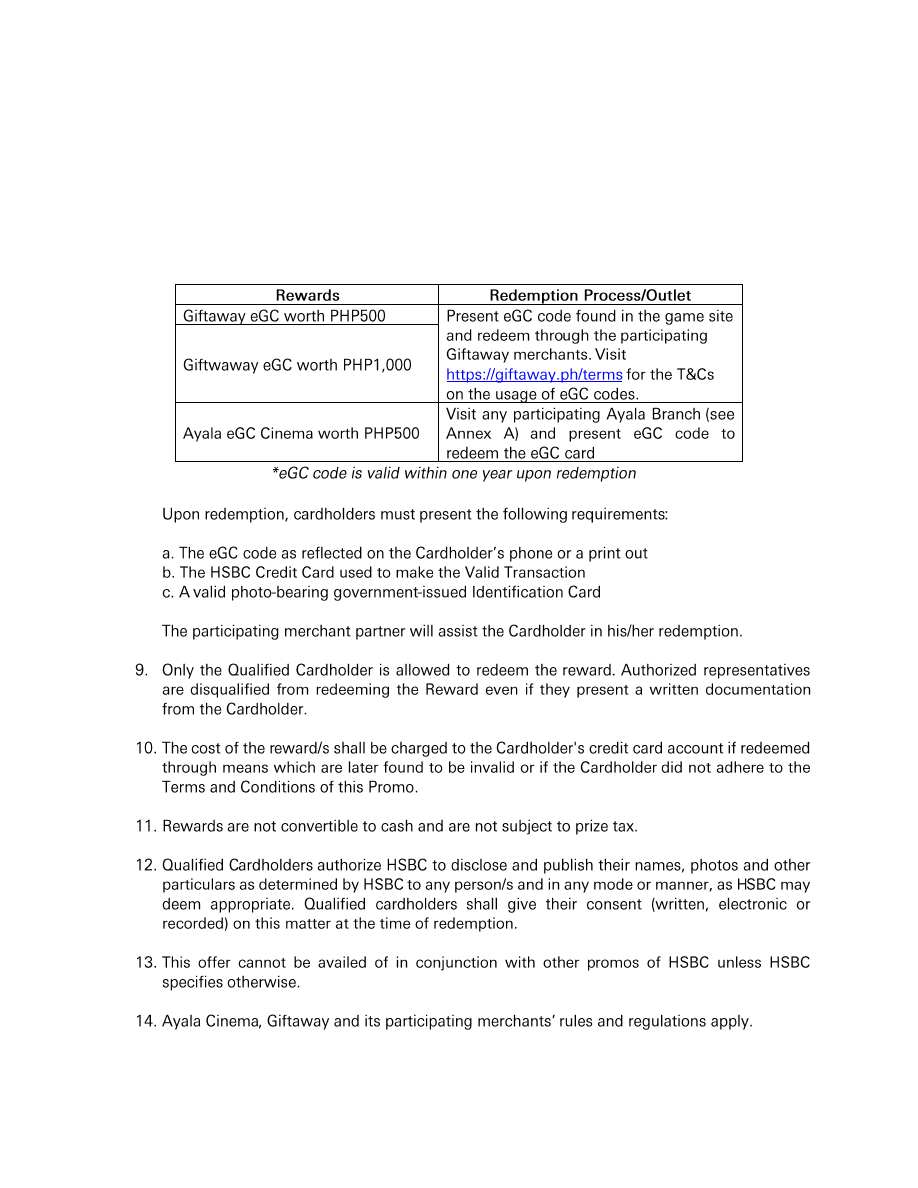 Rewards Redemption Process/Outlet
Giftaway eGC worth PHP500
Giftwaway eGC worth PHP1,000
Present eGC code found in the game site
and redeem through the participating
Giftaway merchants. Visit
https://giftaway.ph/terms for the T&Cs
on the usage of eGC codes.
Ayala eGC Cinema worth PHP500
Visit any participating Ayala Branch (see
Annex A) and present eGC code to
redeem the eGC card
*eGC code is valid within one year upon redemption
Upon redemption, cardholders must present the following requirements:
a. The eGC code as reflected on the Cardholder's phone or a print out
b. The HSBC Credit Card used to make the Valid Transaction
c. A valid photo-bearing government-issued Identification Card
The participating merchant partner will assist the Cardholder in his/her redemption.
9. Only the Qualified Cardholder is allowed to redeem the reward. Authorized representatives
are disqualified from redeeming the Reward even if they present a written documentation
from the Cardholder.
10. The cost of the reward/s shall be charged to the Cardholder's credit card account if redeemed
through means which are later found to be invalid or if the Cardholder did not adhere to the
Terms and Conditions of this Promo.
11. Rewards are not convertible to cash and are not subject to prize tax.
12. Qualified Cardholders authorize HSBC to disclose and publish their names, photos and other
particulars as determined by HSBC to any person/s and in any mode or manner, as HSBC may
deem appropriate. Qualified cardholders shall give their consent (written, electronic or
recorded) on this matter at the time of redemption.
13. This offer cannot be availed of in conjunction with other promos of HSBC unless HSBC
specifies otherwise.
14. Ayala Cinema, Giftaway and its participating merchants' rules and regulations apply.